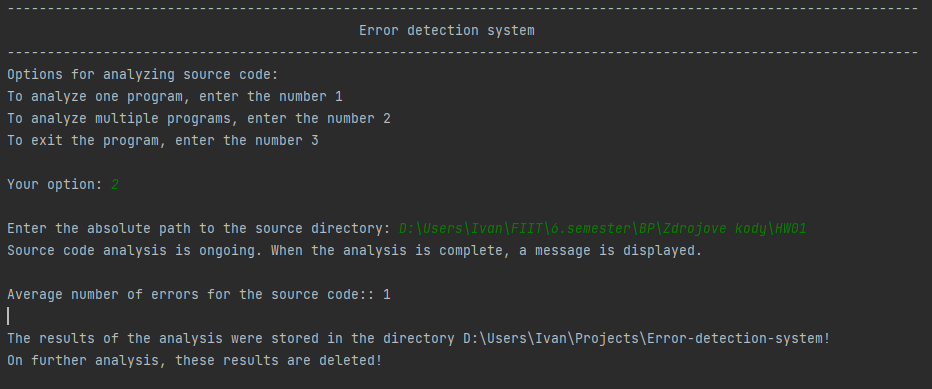 --------------------------------------------------------------------------------------------------------------------
Error detection system
--------------------------------------------------------------------------------------------------------------------
Options for analyzing source code:
To analyze one program, enter the number 1
To analyze multiple programs, enter the number 2
To exit the program, enter the number 3
Your option: 2
Enter the absolute path to the source directory: D:\Users\Ivan\FIIT\6.semester\BP\Zdrojove kody\HW01
Source code analysis is ongoing. When the analysis is complete, a message is displayed.
Average number of errors for the source code:: 1
The results of the analysis were stored in the directory D:\Users\Ivan\Projects\Error-detection-system!
On further analysis, these results are deleted!